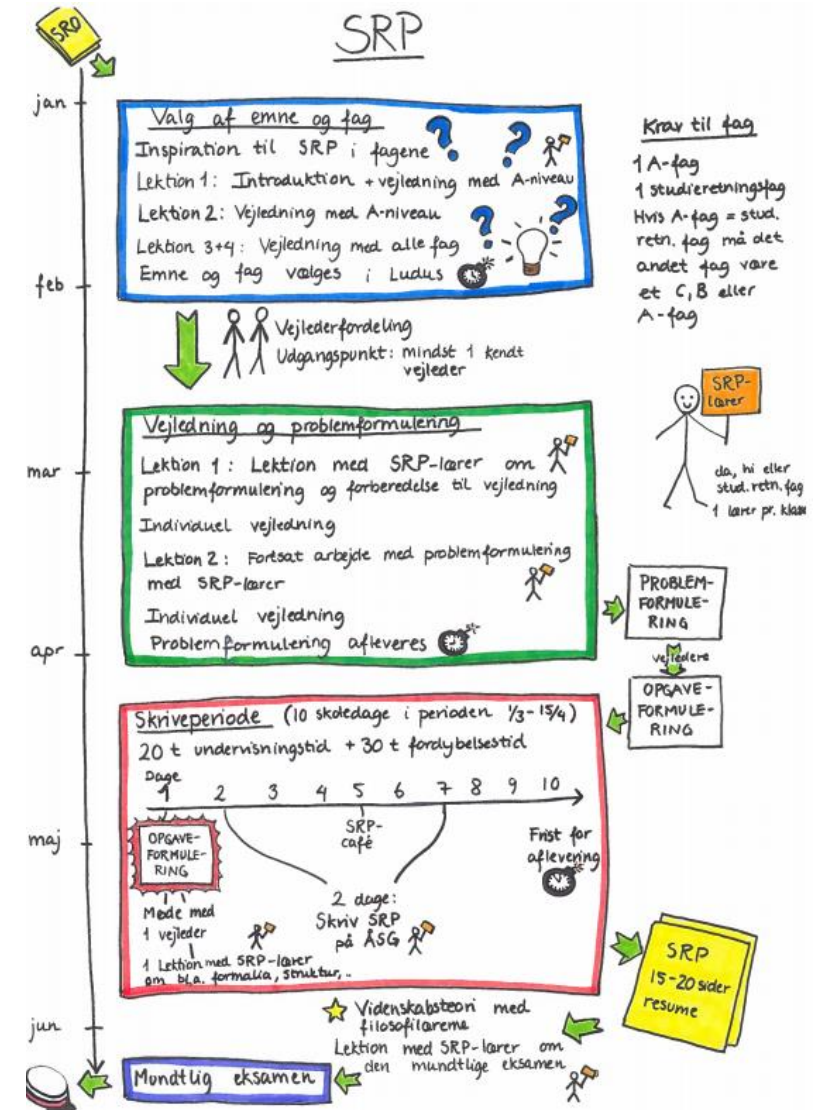 SRO
SRP
jan
Valg af emne og fag
Inspiration til SRP i fagene
Lektion 1: Introduktion + vejledning med A-niveau
Lektion 2: Vejledning med A-niveau
Lektion 3+4: Vejledning med alle fag
Emne og fag vælges i Ludus
Krav til fag
1 A-fag
1 studieretningsfag
Hvis A-fag = stud.
retn. fag må det
andet fag være
et C, B eller
A-fag
feb
Vejlederfordeling
Udgangspunkt: mindst 1 kendt
vejleder
SRP-
lærer
da, hi eller
stud. retn. fag
1 lærer pr. klasse
Vejledning og problemformulering
Lektion 1: Lektion med SRP-lærer om
problemformulering og forberedelse til vejledning
Individuel vejledning
Lektion 2: Fortsat arbejde med problemformulering
med SRP-lærer
Individuel vejledning
Problemformulering afleveres
mar
apr
PROBLEM-
FORMULE-
RING
vejledere
OPGAVE-
FORMULE-
RING
Skriveperiode (10 skoledage i perioden 1/3-15/4)
20 t undervisningstid + 30 t fordybelsestid
Dage
1 2 3 4 5 6 7 8 9 10
OPGAVE-
FORMULE-
RING
SRP-
café
Frist for
aflevering
maj
Møde med
1 vejleder
1 Lektion med SRP-lærer
om bl.a. formalia, struktur,..
2 dage:
Skriv SRP
på ÅSG
SRP
15-20 sider
resume
jun
Videnskabsteori med
filosofilærerne
Lektion med SRP-lærer om
den mundtlige eksamen
Mundtlig eksamen